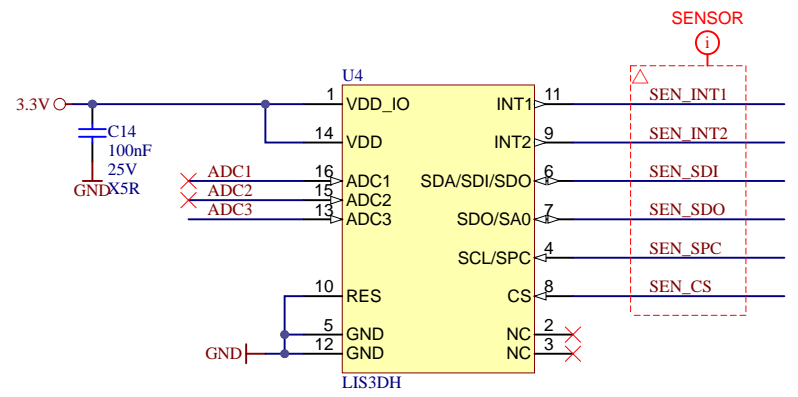 SENSOR
i
U4
3.3V
1 VDD_IO INT1 11 SEN_INT1
C14
100nF
25V
X5R
GND
14 VDD INT2 9 SEN_INT2
ADC1 16 ADC1 SDA/SDI/SDO 6 SEN_SDI
ADC2 15 ADC2
ADC3 13 ADC3 SDO/SA0 7 SEN_SDO
SCL/SPC 4 SEN_SPC
10 RES CS 8 SEN_CS
5 GND NC 2
GND 12 GND NC 3
LIS3DH